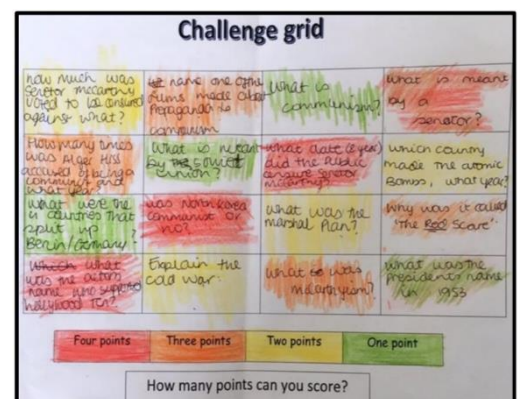 Challenge grid
how much was
senator mccarthy
voted to be censured
against what?
name one of the
films made about
Propaganda to
communism
What is
communism?
What is meant
by a
senator?
How many times
was Alger Hiss
accused of being a
communist and
what
What is meant
by the soviet
union?
what date (& year)
did the Public
censure senator
mccarthy?
which country
made the atomic
Bombs, what year?
what were the
4 countries that
split up
Berlin/Germany?
was North korea
communist or
no?
what was the
marshal Plan?
Why was it called
'the Red Scare'
what
was the actors
name who supported
hollywood Ten?
Explain the
cold war.
what was
mccarthyism?
what was the
presidents name
in 1953
Four points
Three points
Two points
One point
How many points can you score?